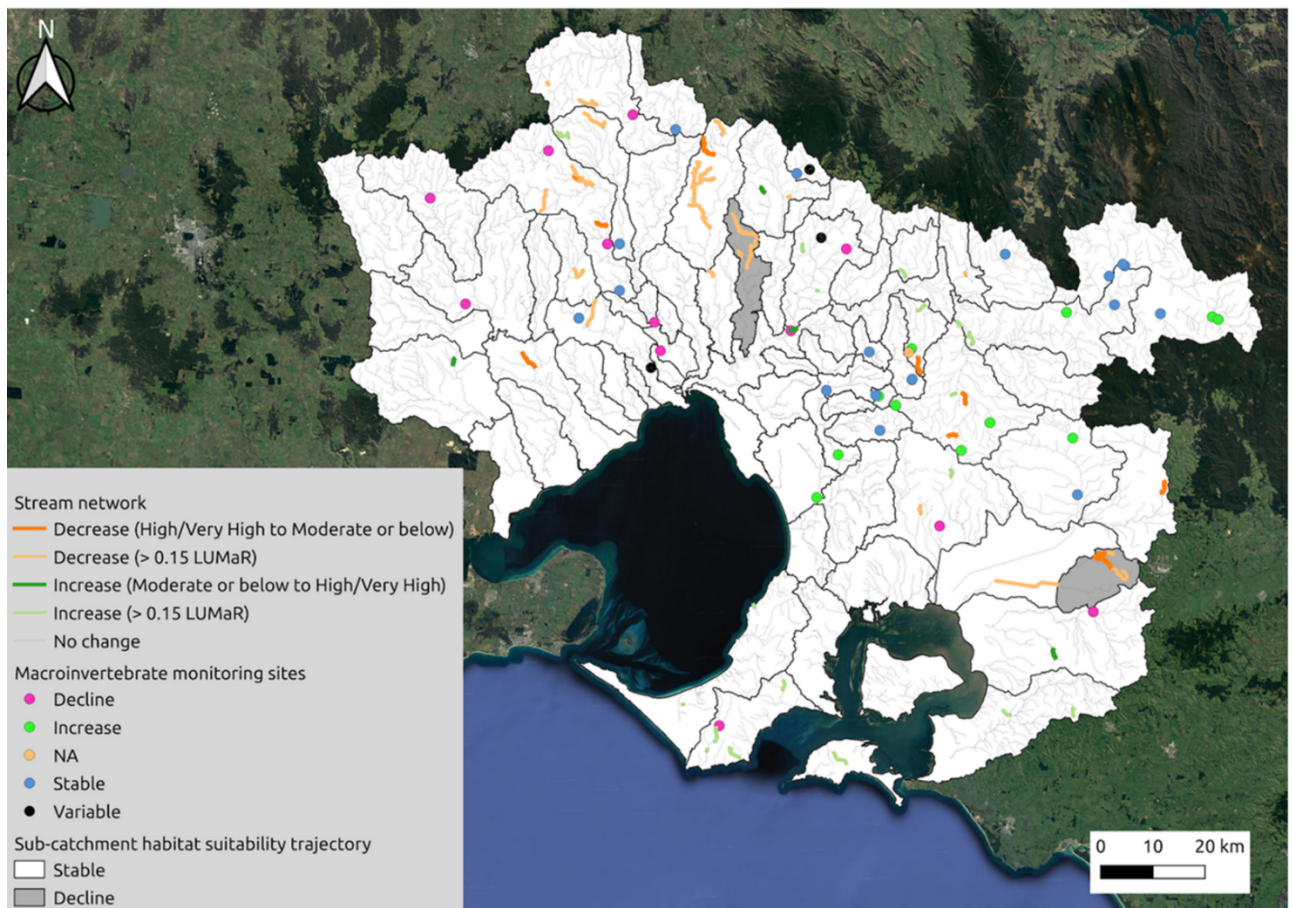 N
Stream network
Decrease (High/Very High to Moderate or below)
Decrease (> 0.15 LUMaR)
Increase (Moderate or below to High/Very High)
Increase (> 0.15 LUMaR)
No change
Macroinvertebrate monitoring sites
Decline
Increase
NA
Stable
Variable
Sub-catchment habitat suitability trajectory
Stable
Decline
0 10 20 km